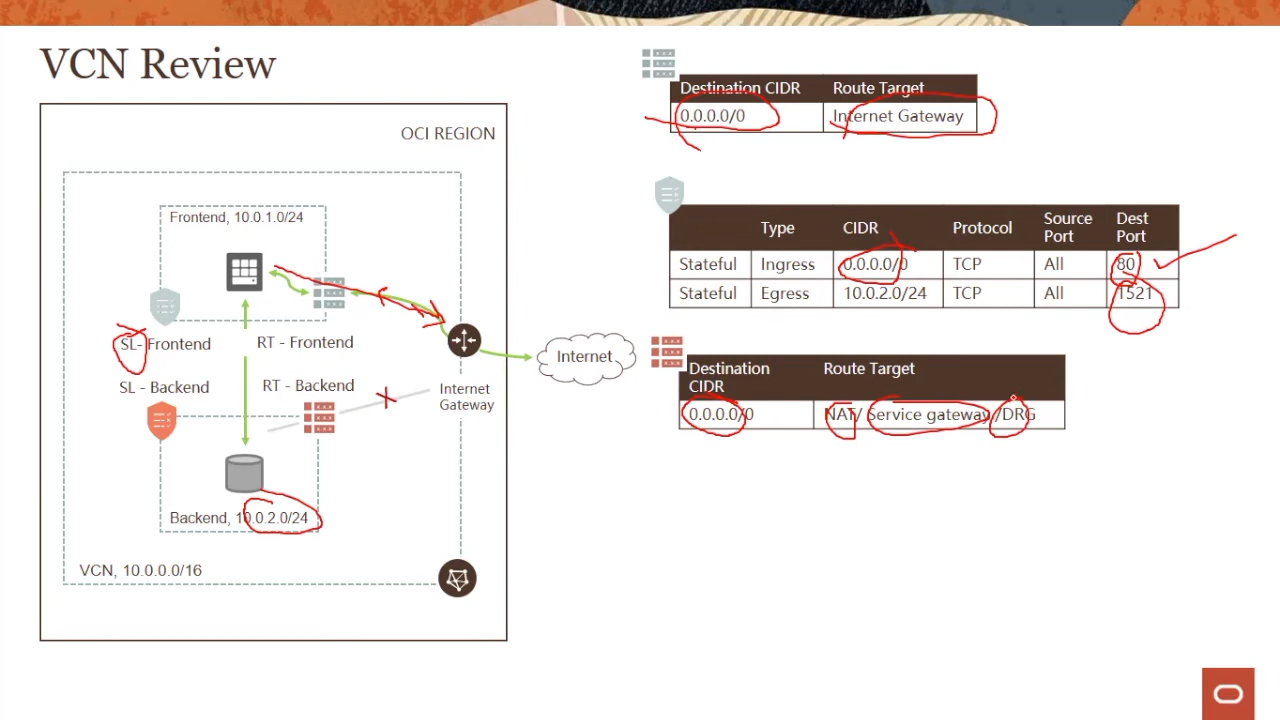 VCN Review
OCI REGION
Frontend, 10.0.1.0/24
SL- Frontend
RT - Frontend
SL - Backend
RT - Backend
Internet
Gateway
Internet
Backend, 10.0.2.0/24
VCN, 10.0.0.0/16
Destination CIDR Route Target
0.0.0.0/0 Internet Gateway
Type CIDR Protocol Source Port Dest Port
Stateful Ingress 0.0.0.0/0 TCP All 80
Stateful Egress 10.0.2.0/24 TCP All 1521
Destination CIDR Route Target
0.0.0.0/0 NAT/ Service gateway /DRG